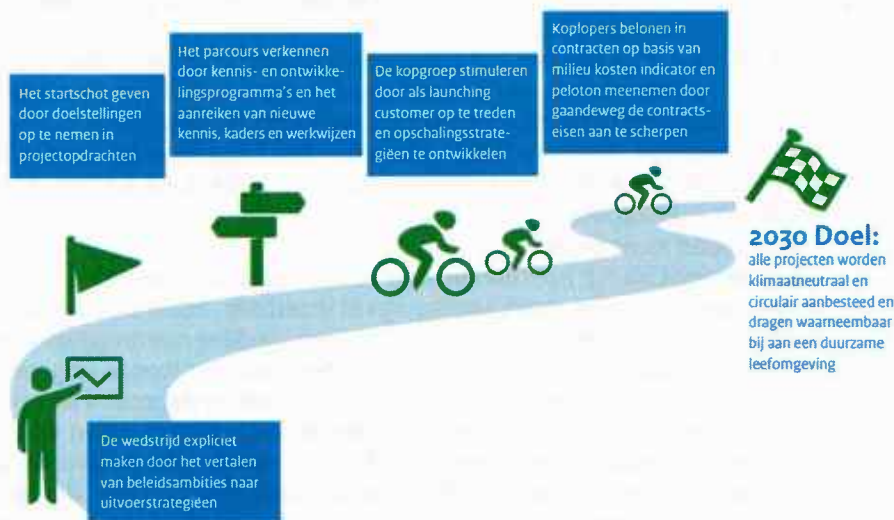 De wedstrijd expliciet
maken door het vertalen
van beleidsambities naar
uitvoerstrategieën
Het startschot geven
door doelstellingen
op te nemen in
projectopdrachten
Het parcours verkennen
door kennis- en ontwikke-
lingsprogramma's en het
aanreiken van nieuwe
kennis, kaders en werkwijzen
De kopgroep stimuleren
door als launching
customer op te treden
en opschalingsstrate-
gieën te ontwikkelen
Koplopers belonen in
contracten op basis van
milieu kosten indicator en
peloton meenemen door
gaandeweg de contracts-
eisen aan te scherpen
2030 Doel:
alle projecten worden
klimaatneutraal en
circulair aanbesteed en
dragen waarneembaar
bij aan een duurzame
leefomgeving